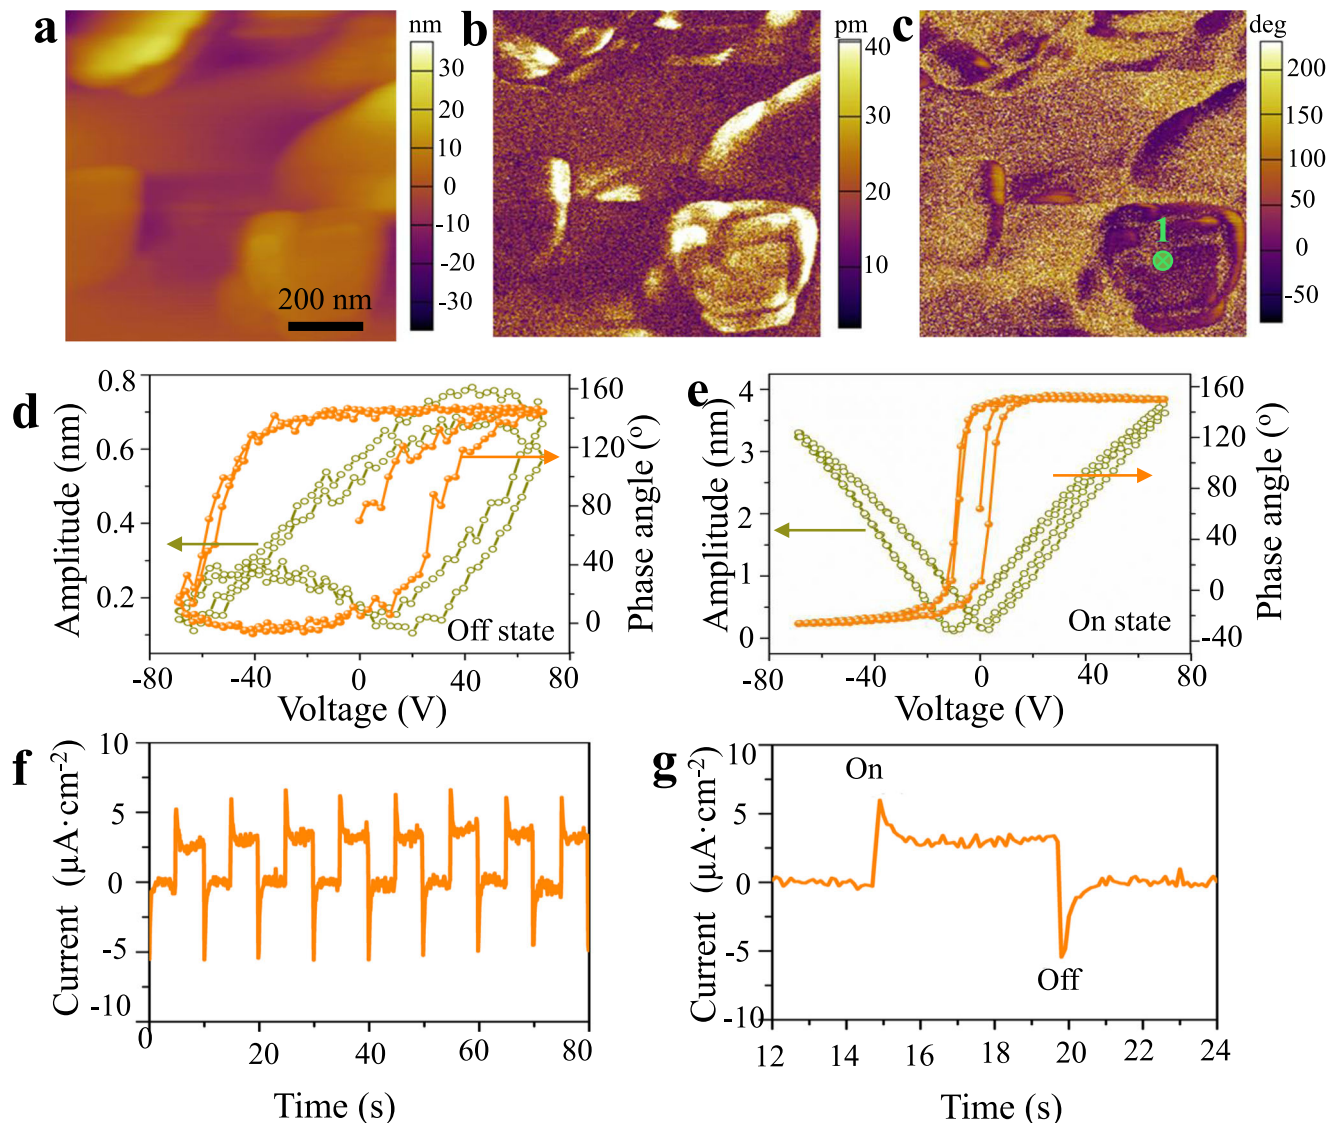 a
nm
30
20
10
0
-10
-20
-30
200 nm
b
pm
40
30
20
10
c
deg
200
150
100
50
0
-50
1
d
Amplitude (nm)
0.8
0.6
0.4
0.2
-80
-40
0
40
80
Voltage (V)
160
120
80
40
0
Phase angle (°)
Off state
e
Amplitude (nm)
4
3
2
1
0
-80
-40
0
40
80
Voltage (V)
160
120
80
40
0
-40
Phase angle (°)
On state
f
Current (μA·cm⁻²)
10
5
0
-5
-10
0
20
40
60
80
Time (s)
g
Current (μA·cm⁻²)
10
5
0
-5
-10
On
Off
12
14
16
18
20
22
24
Time (s)